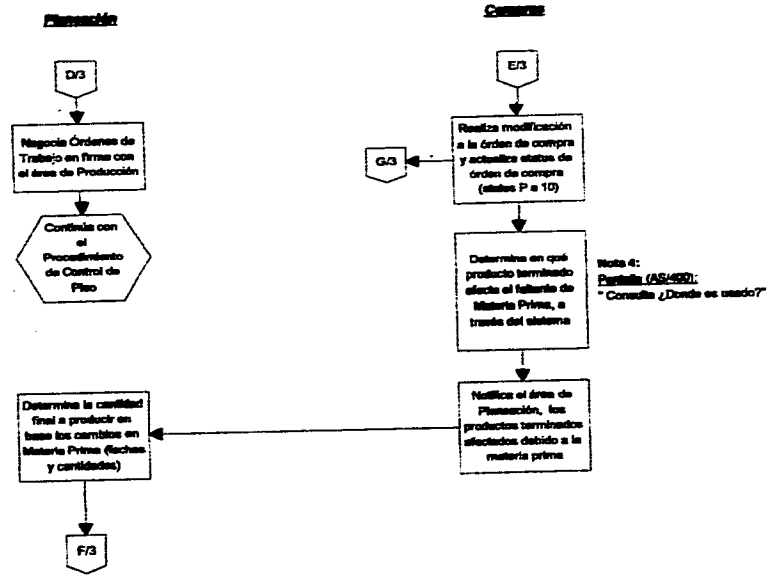 Planeación
Compras
D/3
E/3
Negocia Órdenes de
Trabajo en firme con
el área de Producción
Realiza modificación
a la órden de compra
y actualiza status de
órden de compra
(status P a 10)
G/3
Continúa con
el
Procedimiento
de Control de
Piso
Determina en qué
producto terminado
afecta el faltante de
Materia Prima, a
través del sistema
Nota 4:
Pantalla (AS/400):
" Consulta ¿Donde es usado?"
Determina la cantidad
final a producir en
base los cambios en
Materia Prima (fechas
y cantidades)
Notifica el área de
Planeación, los
productos terminados
afectados debido a la
materia prima
F/3